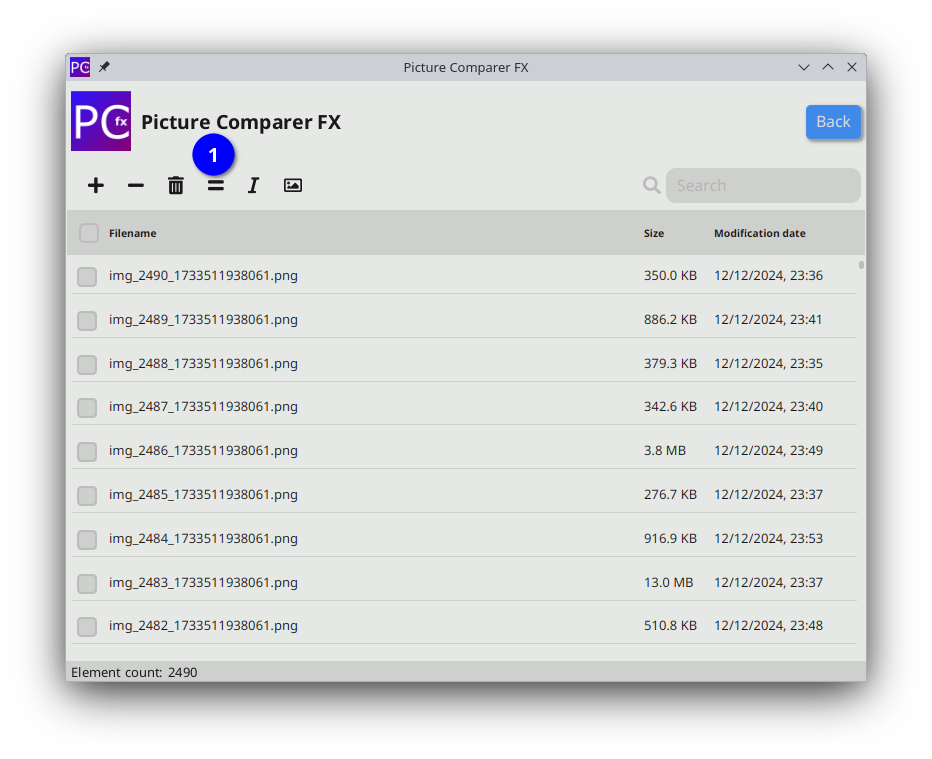 PC fx Picture Comparer FX
PC fx Picture Comparer FX Back
1
Search
Filename Size Modification date
img_2490_1733511938061.png 350.0 KB 12/12/2024, 23:36
img_2489_1733511938061.png 886.2 KB 12/12/2024, 23:41
img_2488_1733511938061.png 379.3 KB 12/12/2024, 23:35
img_2487_1733511938061.png 342.6 KB 12/12/2024, 23:40
img_2486_1733511938061.png 3.8 MB 12/12/2024, 23:49
img_2485_1733511938061.png 276.7 KB 12/12/2024, 23:37
img_2484_1733511938061.png 916.9 KB 12/12/2024, 23:53
img_2483_1733511938061.png 13.0 MB 12/12/2024, 23:37
img_2482_1733511938061.png 510.8 KB 12/12/2024, 23:48
Element count: 2490